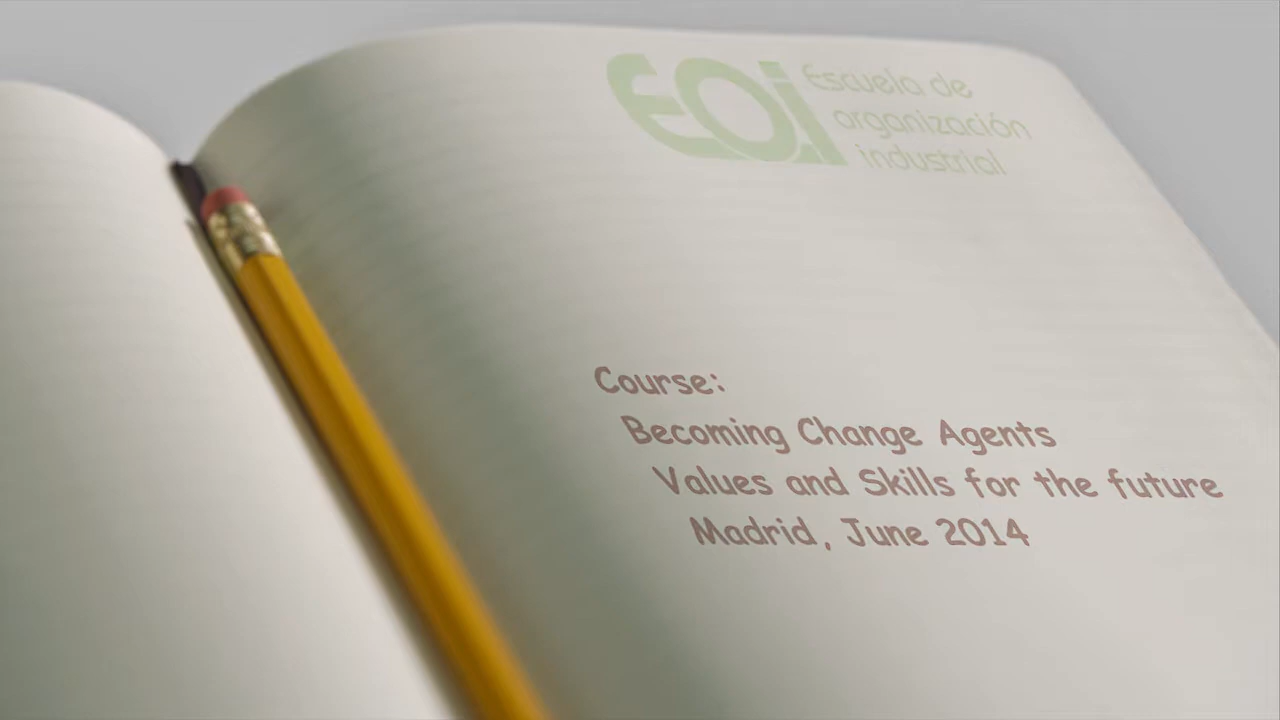 EOI
Escuela de
organización
industrial
Course:
Becoming Change Agents
Values and Skills for the future
Madrid, June 2014